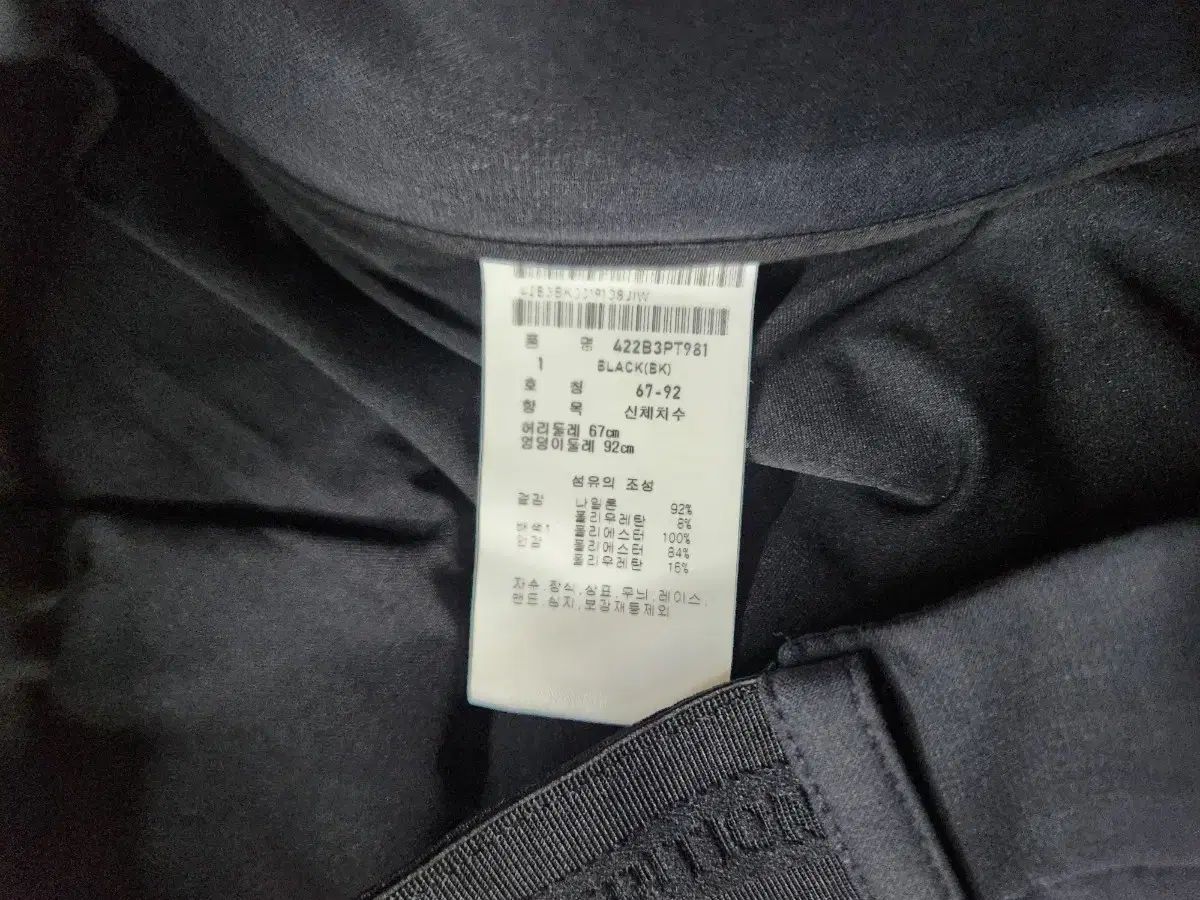 품 명 422B3PT981
1 BLACK(BK)
호 칭 67-92
항 목 신체치수
허리둘레 67cm
엉덩이둘레 92cm
섬유의 조성
겉감 나일론 92%
폴리우레탄 8%
배색1 폴리에스터 100%
안감 폴리에스터 84%
폴리우레탄 16%
자수.장식.상표.무늬.레이스.
밴드.심지.보강재등제외